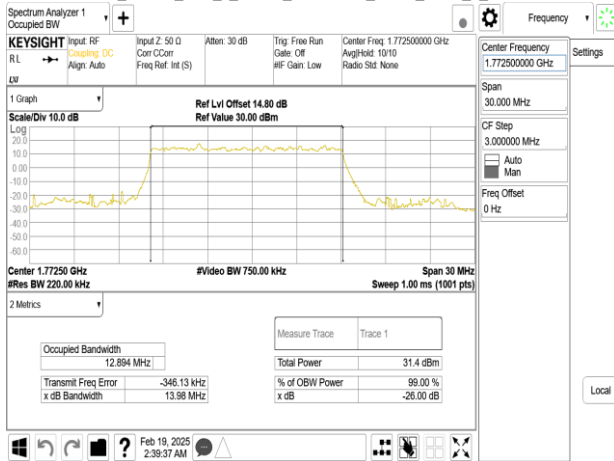 Spectrum Analyzer 1
Occupied BW
+
Frequency
KEYSIGHT
Input: RF
Input Z: 50 Ω
Atten: 30 dB
Trig: Free Run
Center Freq: 1.772500000 GHz
RL
Coupling: DC
Corr CCorr
Gate: Off
Avg|Hold: 10/10
Align: Auto
Freq Ref: Int (S)
#IF Gain: Low
Radio Std: None
LXI
Center Frequency
1.772500000 GHz
Settings
Span
30.000 MHz
CF Step
3.000000 MHz
Auto
Man
Freq Offset
0 Hz
Local
1 Graph
Ref Lvl Offset 14.80 dB
Scale/Div 10.0 dB
Ref Value 30.00 dBm
Log
20.0
10.0
0.00
-10.0
-20.0
-30.0
-40.0
-50.0
-60.0
Center 1.77250 GHz
#Video BW 750.00 kHz
Span 30 MHz
#Res BW 220.00 kHz
Sweep 1.00 ms (1001 pts)
2 Metrics
Measure Trace
Trace 1
Occupied Bandwidth
12.894 MHz
Total Power
31.4 dBm
Transmit Freq Error
-346.13 kHz
% of OBW Power
99.00 %
x dB Bandwidth
13.98 MHz
x dB
-26.00 dB
?
Feb 19, 2025
2:39:37 AM